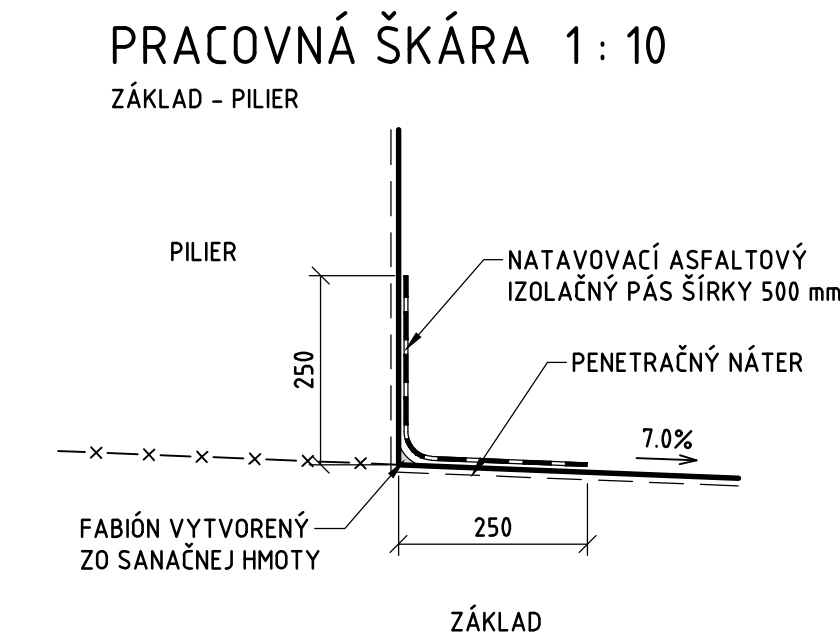 PRACOVNÁ ŠKÁRA 1 : 10
ZÁKLAD - PILIER
PILIER
NATAVOVACÍ ASFALTOVÝ
IZOLAČNÝ PÁS ŠÍRKY 500 mm
250
PENETRAČNÝ NÁTER
7.0%
FABIÓN VYTVORENÝ
ZO SANAČNEJ HMOTY
250
ZÁKLAD